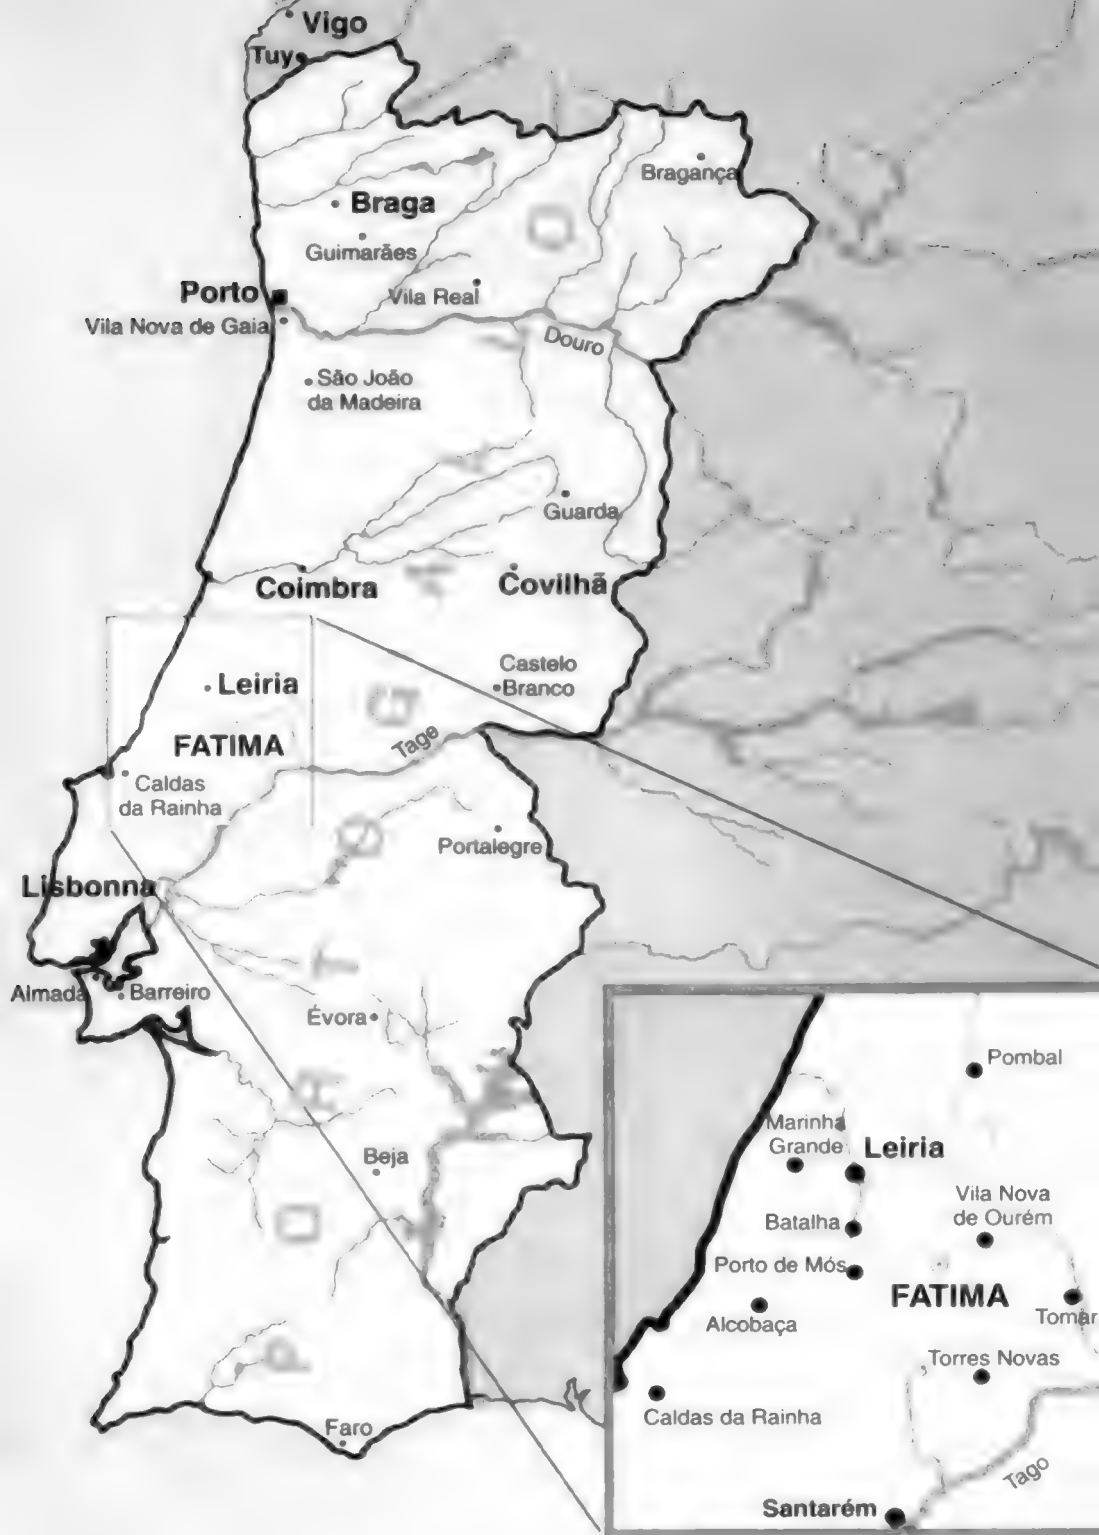 Vigo
Tuy
Bragança
Braga
Guimarães
Porto
Vila Real
Vila Nova de Gaia
Douro
São João
da Madeira
Guarda
Coimbra
Covilhã
Leiria
Castelo
Branco
FATIMA
Tage
Caldas
da Rainha
Portalegre
Lisbonna
Almada
Barreiro
Évora
Beja
Faro
PORTOGALLO
Pombal
Marinha
Grande
Leiria
Vila Nova
de Ourém
Batalha
Porto de Mós
FATIMA
Alcobaça
Tomar
Torres Novas
Caldas da Rainha
Tago
Santarém